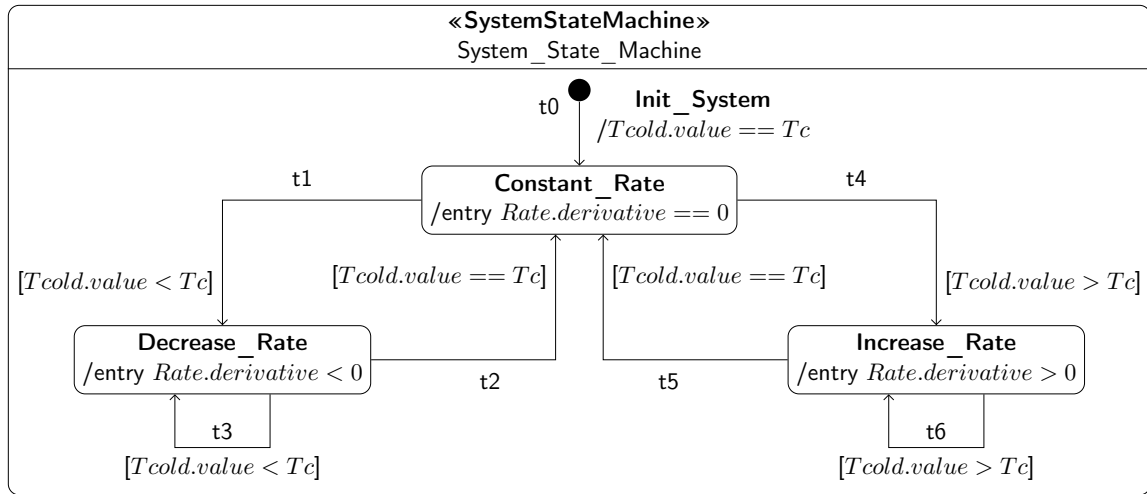 «SystemStateMachine»
System_State_Machine
t0
Init_System
/Tcold.value == Tc
t1
Constant_Rate
/entry Rate.derivative == 0
t4
[Tcold.value < Tc]
[Tcold.value == Tc]
[Tcold.value == Tc]
[Tcold.value > Tc]
Decrease_Rate
/entry Rate.derivative < 0
t2
t5
Increase_Rate
/entry Rate.derivative > 0
t3
[Tcold.value < Tc]
t6
[Tcold.value > Tc]